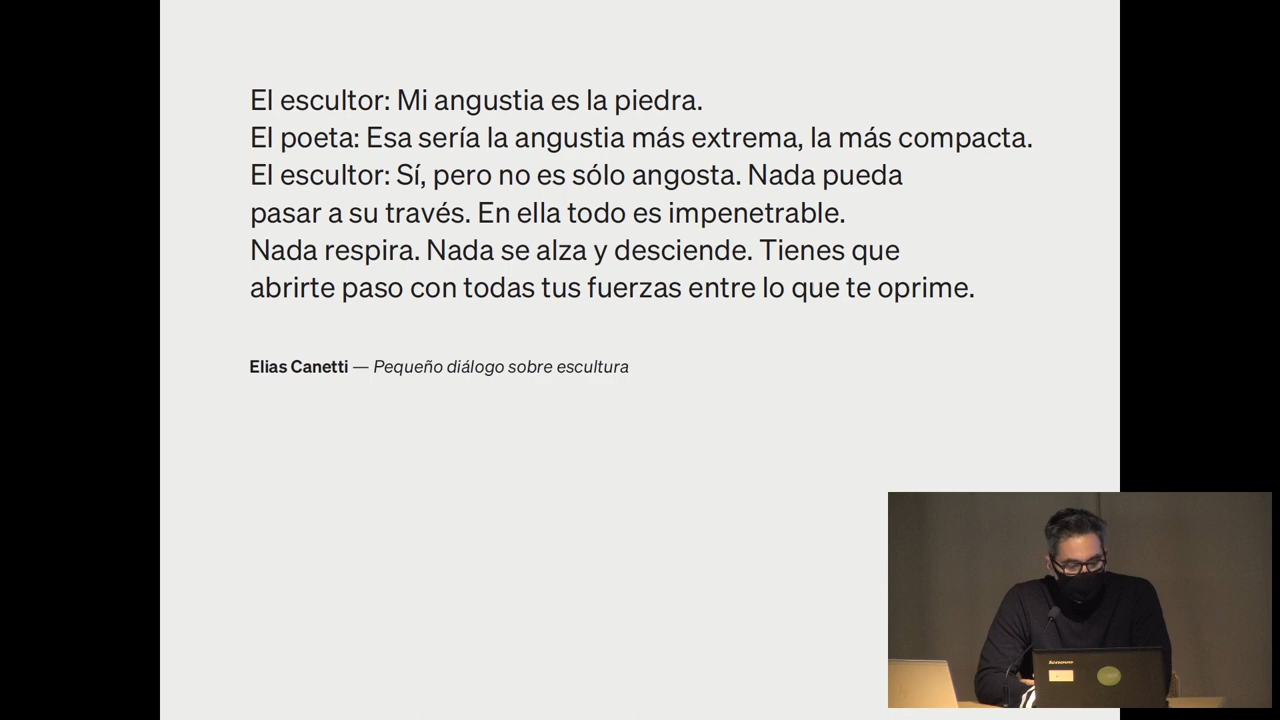 El escultor: Mi angustia es la piedra.
El poeta: Esa sería la angustia más extrema, la más compacta.
El escultor: Sí, pero no es sólo angosta. Nada pueda
pasar a su través. En ella todo es impenetrable.
Nada respira. Nada se alza y desciende. Tienes que
abrirte paso con todas tus fuerzas entre lo que te oprime.
Elias Canetti — Pequeño diálogo sobre escultura
lenovo